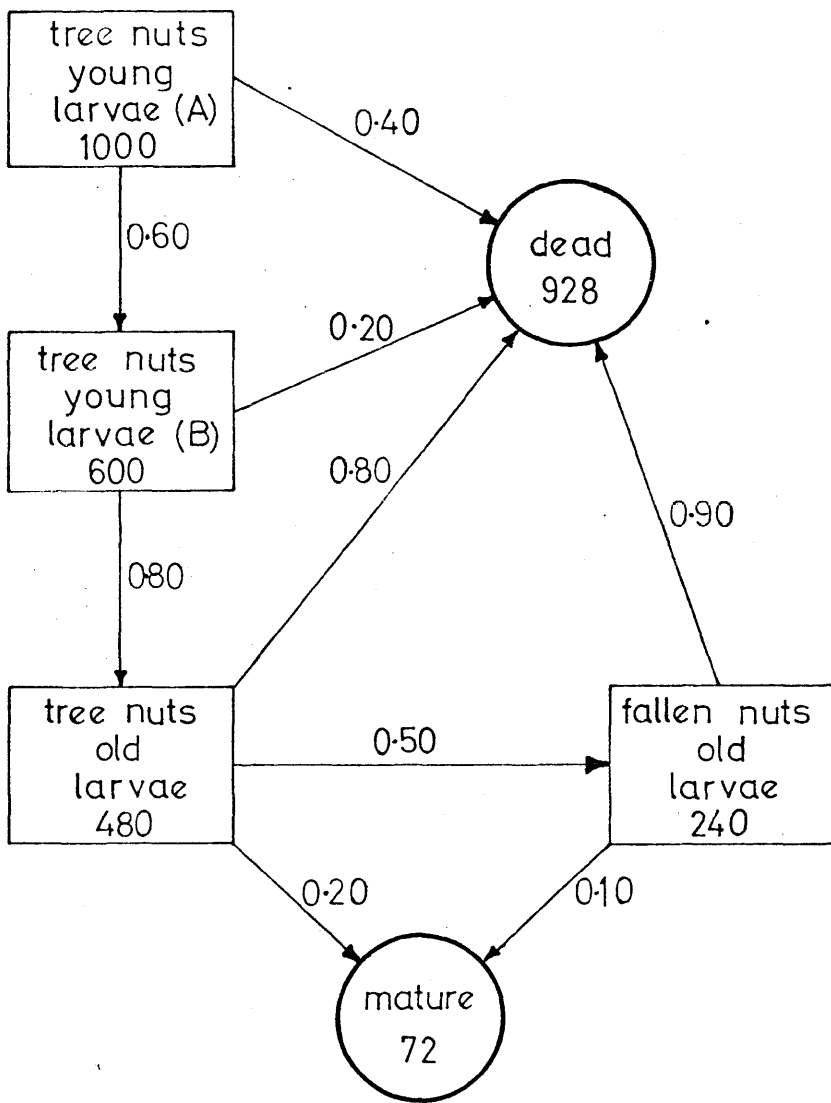 tree nuts
young
larvae (A)
1000
0·40
0·60
dead
928
tree nuts
young
larvae (B)
600
0·20
0·80
0·80
0·90
tree nuts
old
larvae
480
0·50
fallen nuts
old
larvae
240
0·20
0·10
mature
72